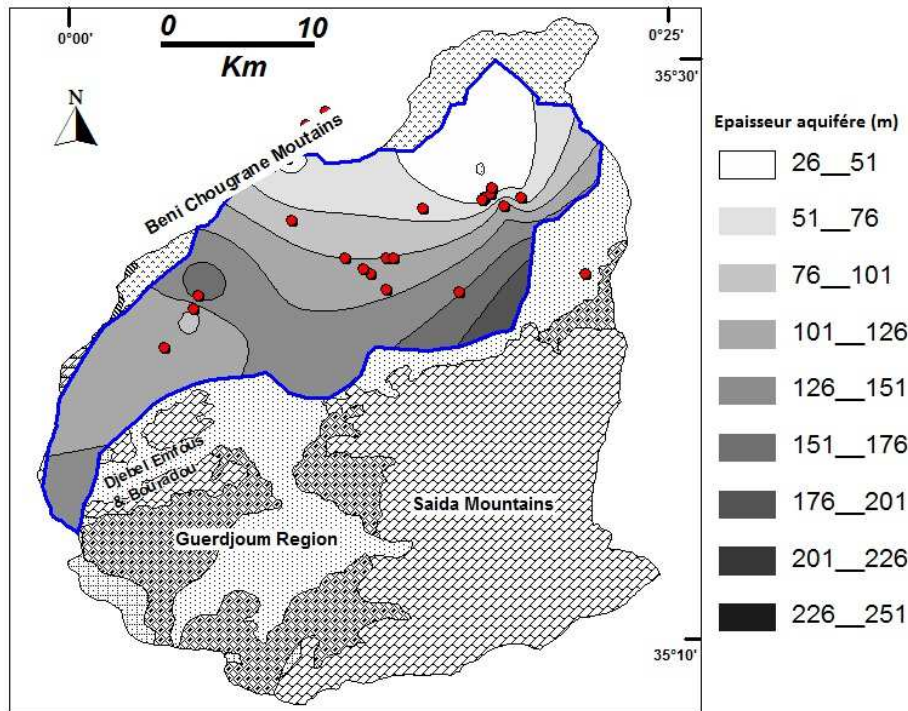 0°00'
0 10
Km
0°25'
35°30'
N
Beni Chougrane Moutains
Epaisseur aquifére (m)
26__51
51__76
76__101
101__126
126__151
151__176
176__201
201__226
226__251
Djebel Emfous
& Bouradou
Saida Mountains
Guerdjoum Region
35°10'